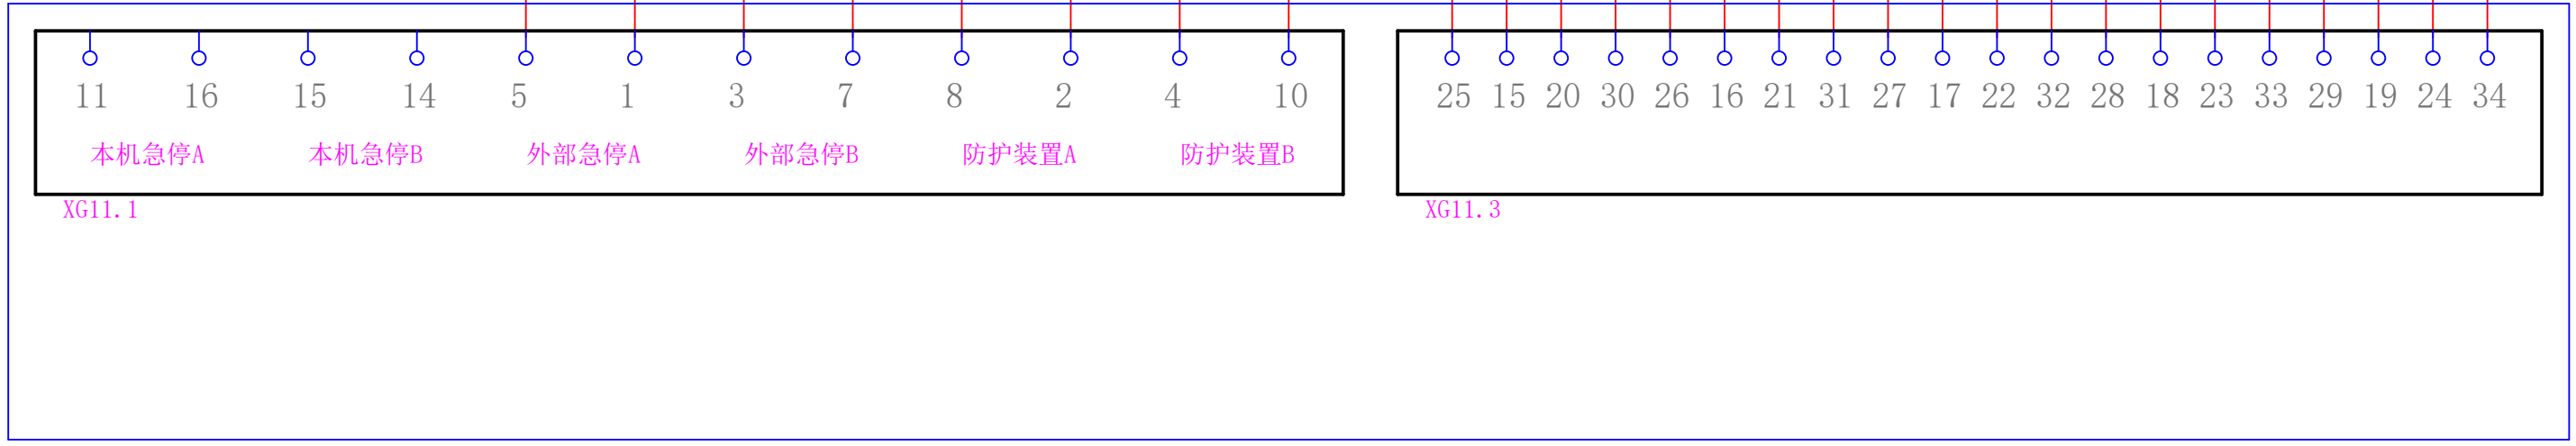 11 16 15 14 5 1 3 7 8 2 4 10
本机急停A 本机急停B 外部急停A 外部急停B 防护装置A 防护装置B
XG11.1
25 15 20 30 26 16 21 31 27 17 22 32 28 18 23 33 29 19 24 34
XG11.3